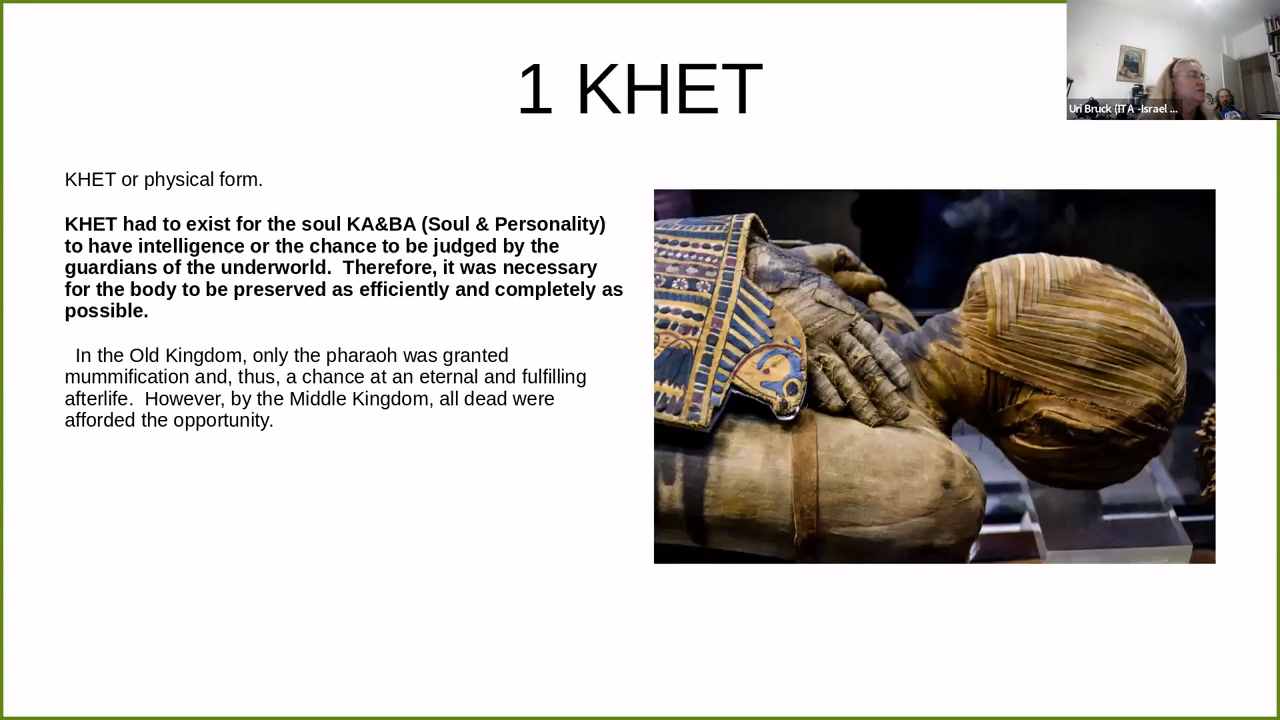 1 KHET
Uri Bruck (ITA -Israel ...
KHET or physical form.
KHET had to exist for the soul KA&BA (Soul & Personality)
to have intelligence or the chance to be judged by the
guardians of the underworld.  Therefore, it was necessary
for the body to be preserved as efficiently and completely as
possible.
In the Old Kingdom, only the pharaoh was granted
mummification and, thus, a chance at an eternal and fulfilling
afterlife.  However, by the Middle Kingdom, all dead were
afforded the opportunity.